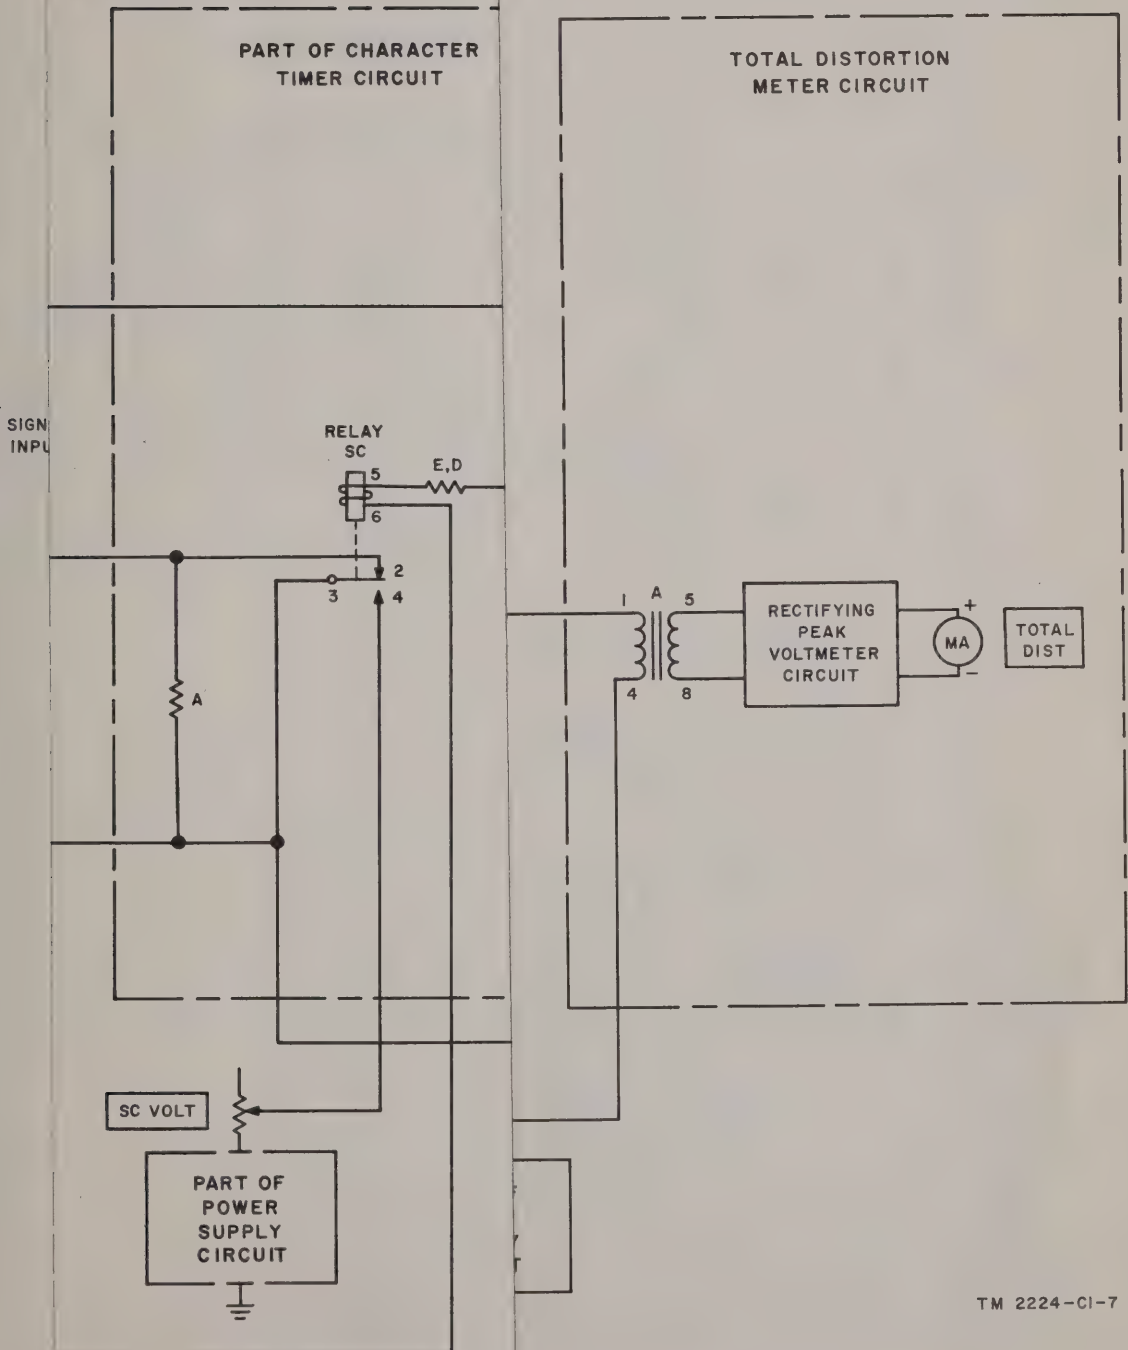 PART OF CHARACTER
TIMER CIRCUIT
TOTAL DISTORTION
METER CIRCUIT
RELAY
SC
5
E,D
6
2
3
4
A
1
A
5
4
8
RECTIFYING
PEAK
VOLTMETER
CIRCUIT
+
MA
−
TOTAL
DIST
SC VOLT
PART OF
POWER
SUPPLY
CIRCUIT
TM 2224-C1-7